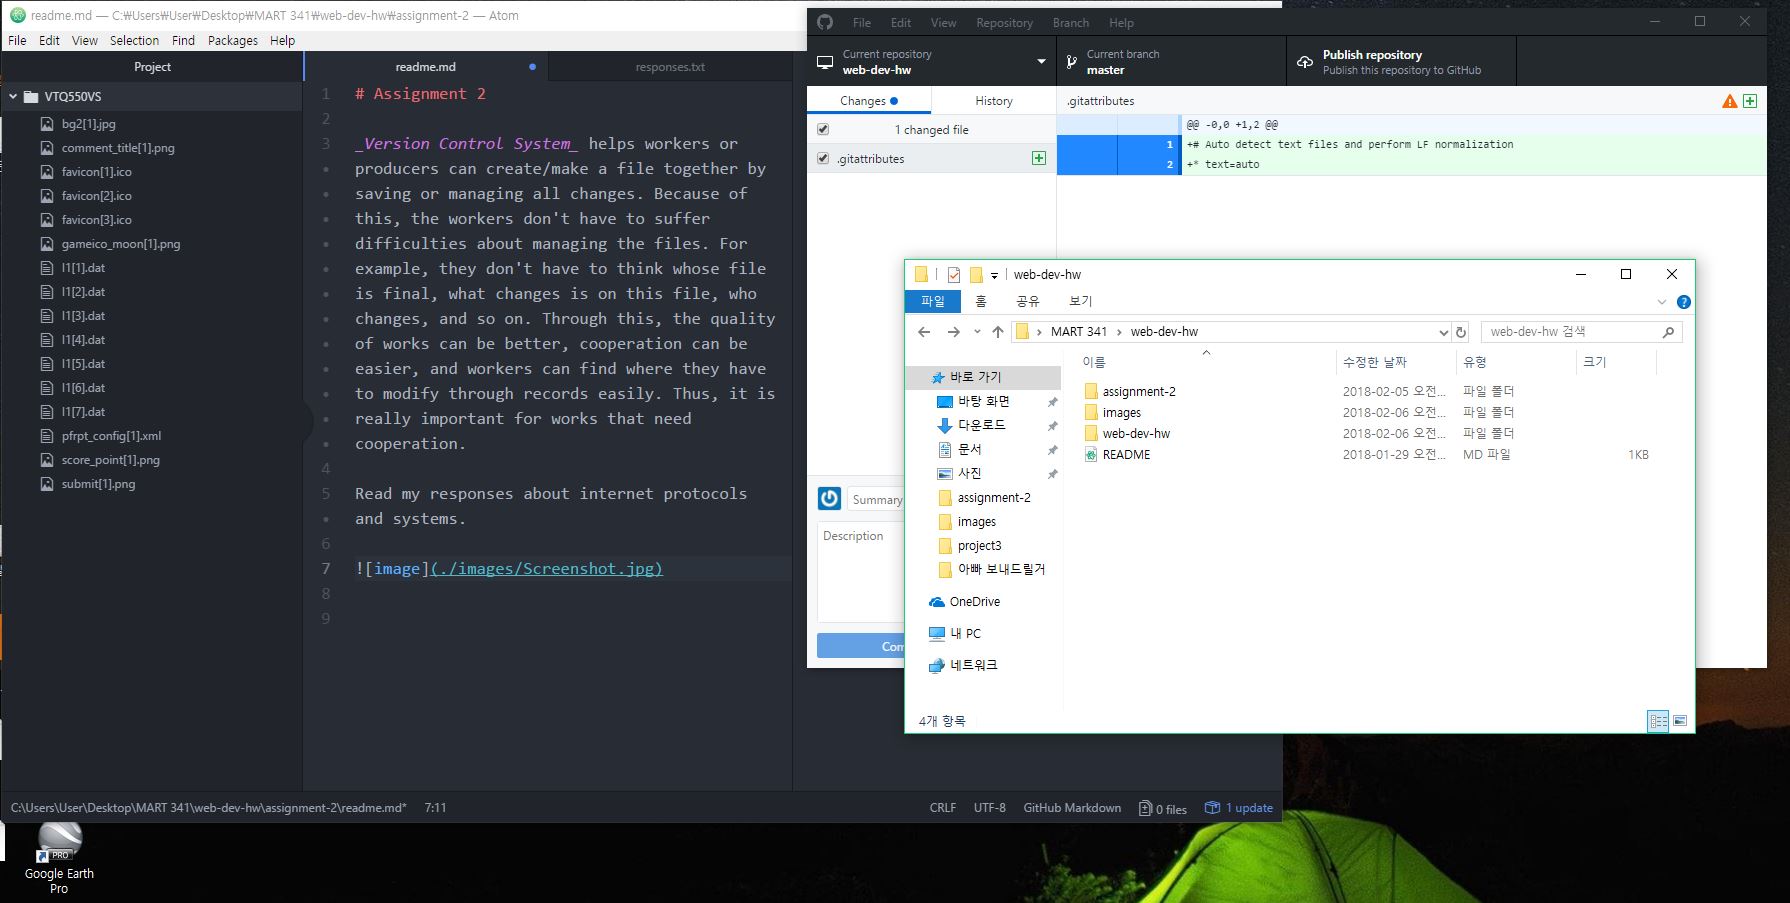 readme.md — C:₩Users₩User₩Desktop₩MART 341₩web-dev-hw₩assignment-2 — Atom
File Edit View Selection Find Packages Help
Project
VTQ550VS
bg2[1].jpg
comment_title[1].png
favicon[1].ico
favicon[2].ico
favicon[3].ico
gameico_moon[1].png
l1[1].dat
l1[2].dat
l1[3].dat
l1[4].dat
l1[5].dat
l1[6].dat
l1[7].dat
pfrpt_config[1].xml
score_point[1].png
submit[1].png
readme.md
responses.txt
1 # Assignment 2
2
3 _Version Control System_ helps workers or
producers can create/make a file together by
saving or managing all changes. Because of
this, the workers don't have to suffer
difficulties about managing the files. For
example, they don't have to think whose file
is final, what changes is on this file, who
changes, and so on. Through this, the quality
of works can be better, cooperation can be
easier, and workers can find where they have
to modify through records easily. Thus, it is
really important for works that need
cooperation.
4
5 Read my responses about internet protocols
and systems.
6
7 ![image](./images/Screenshot.jpg)
8
9
C:\Users\User\Desktop\MART 341\web-dev-hw\assignment-2\readme.md* 7:11
CRLF UTF-8 GitHub Markdown 0 files 1 update
File Edit View Repository Branch Help
Current repository
web-dev-hw
Current branch
master
Publish repository
Publish this repository to GitHub
Changes History
1 changed file
.gitattributes
.gitattributes
@@ -0,0 +1,2 @@
1 +# Auto detect text files and perform LF normalization
2 +* text=auto
Summary
Description
Com
web-dev-hw
파일 홈 공유 보기
MART 341 › web-dev-hw
web-dev-hw 검색
바로 가기
바탕 화면
다운로드
문서
사진
assignment-2
images
project3
아빠 보내드릴거
OneDrive
내 PC
네트워크
이름 수정한 날짜 유형 크기
assignment-2 2018-02-05 오전... 파일 폴더
images 2018-02-06 오전... 파일 폴더
web-dev-hw 2018-02-06 오전... 파일 폴더
README 2018-01-29 오전... MD 파일 1KB
4개 항목
PRO
Google Earth
Pro